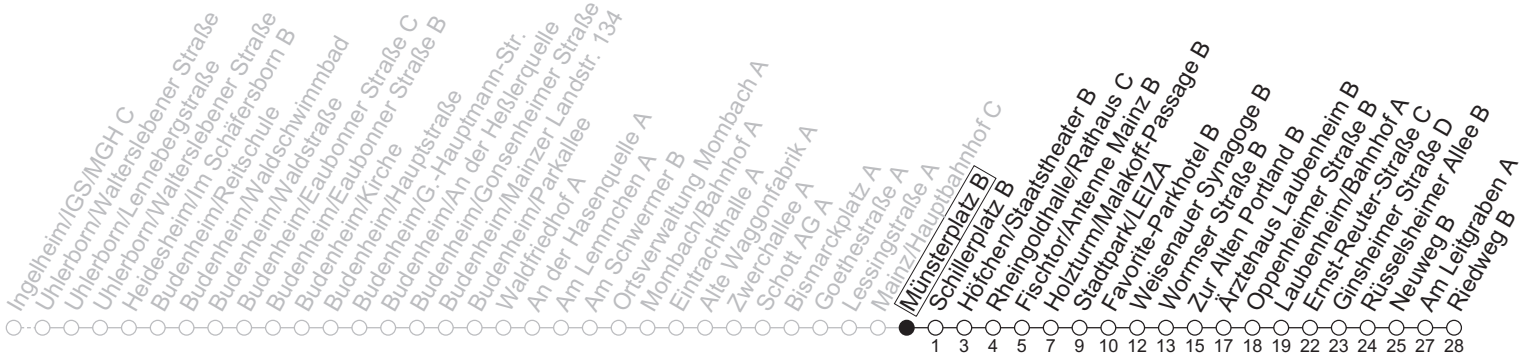 Ingelheim/IGS/MGH C
Uhlerborn/Walterslebener Straße
Uhlerborn/Lennebergstraße
Uhlerborn/Walterslebener Straße
Heidesheim/Im Schäfersborn B
Budenheim/Reitschule
Budenheim/Waldschwimmbad
Budenheim/Waldstraße
Budenheim/Eaubonner Straße C
Budenheim/Eaubonner Straße B
Budenheim/Kirche
Budenheim/Hauptstraße
Budenheim/G.-Hauptmann-Str.
Budenheim/An der Heßlerquelle
Budenheim/Gonsenheimer Straße
Budenheim/Mainzer Landstr. 134
Budenheim/Parkallee
Waldfriedhof A
An der Hasenquelle A
Am Lemmchen A
Am Schwermer B
Ortsverwaltung Mombach A
Mombach/Bahnhof A
Eintrachthalle A
Alte Waggonfabrik A
Zwerchallee A
Schott AG A
Bismarckplatz A
Goethestraße A
Lessingstraße A
Mainz/Hauptbahnhof C
Münsterplatz B
Schillerplatz B
Höfchen/Staatstheater B
Rheingoldhalle/Rathaus C
Fischtor/Antenne Mainz B
Holzturm/Malakoff-Passage B
Stadtpark/LEIZA
Favorite-Parkhotel B
Weisenauer Synagoge B
Wormser Straße B
Zur Alten Portland B
Ärztehaus Laubenheim B
Oppenheimer Straße B
Laubenheim/Bahnhof A
Ernst-Reuter-Straße C
Ginsheimer Straße D
Rüsselsheimer Allee B
Neuweg B
Am Leitgraben A
Riedweg B
1 3 4 5 7 9 10 12 13 15 17 18 19 22 23 24 25 27 28